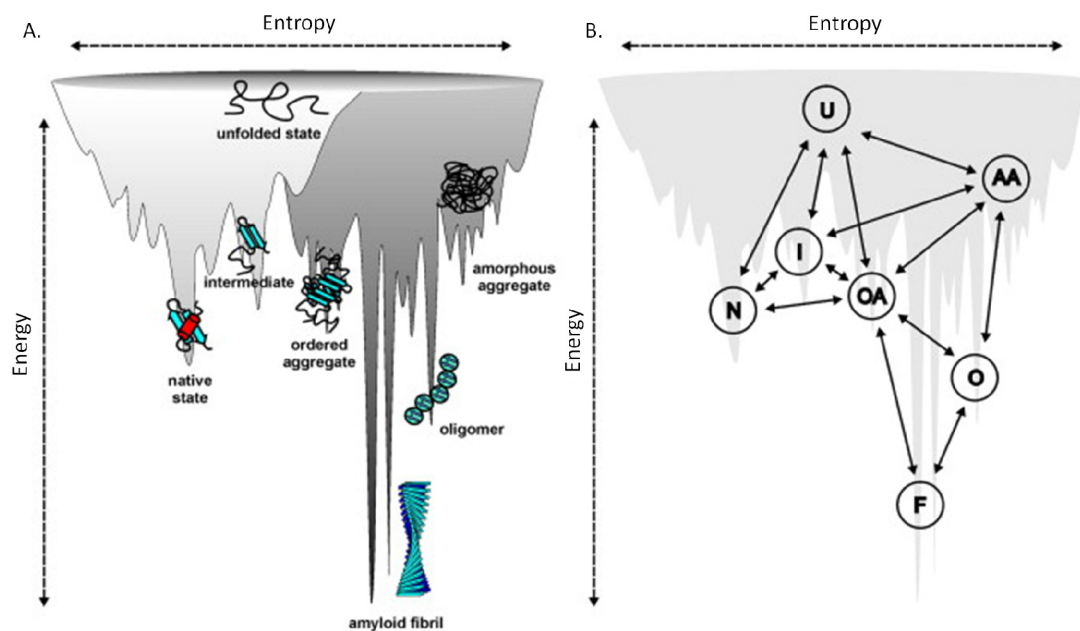 A.
Entropy
Energy
unfolded state
intermediate
native
state
ordered
aggregate
amorphous
aggregate
oligomer
amyloid fibril
B.
Entropy
Energy
U
AA
I
OA
N
O
F